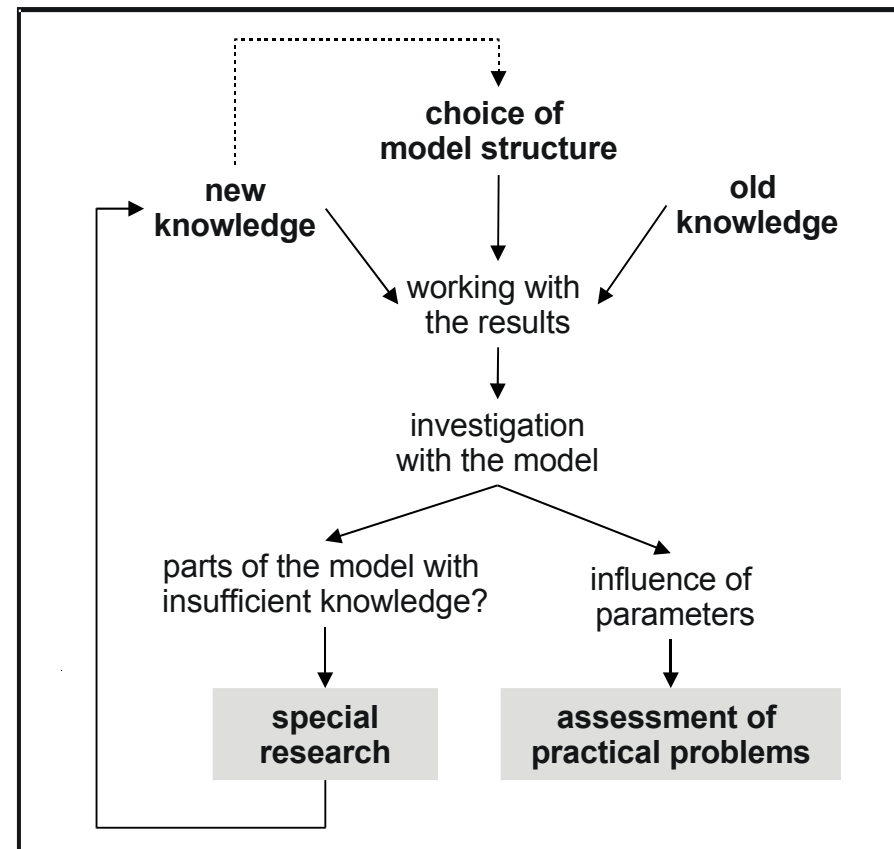 choice of
model structure
new
knowledge
old
knowledge
working with
the results
investigation
with the model
parts of the model with
insufficient knowledge?
influence of
parameters
special
research
assessment of
practical problems